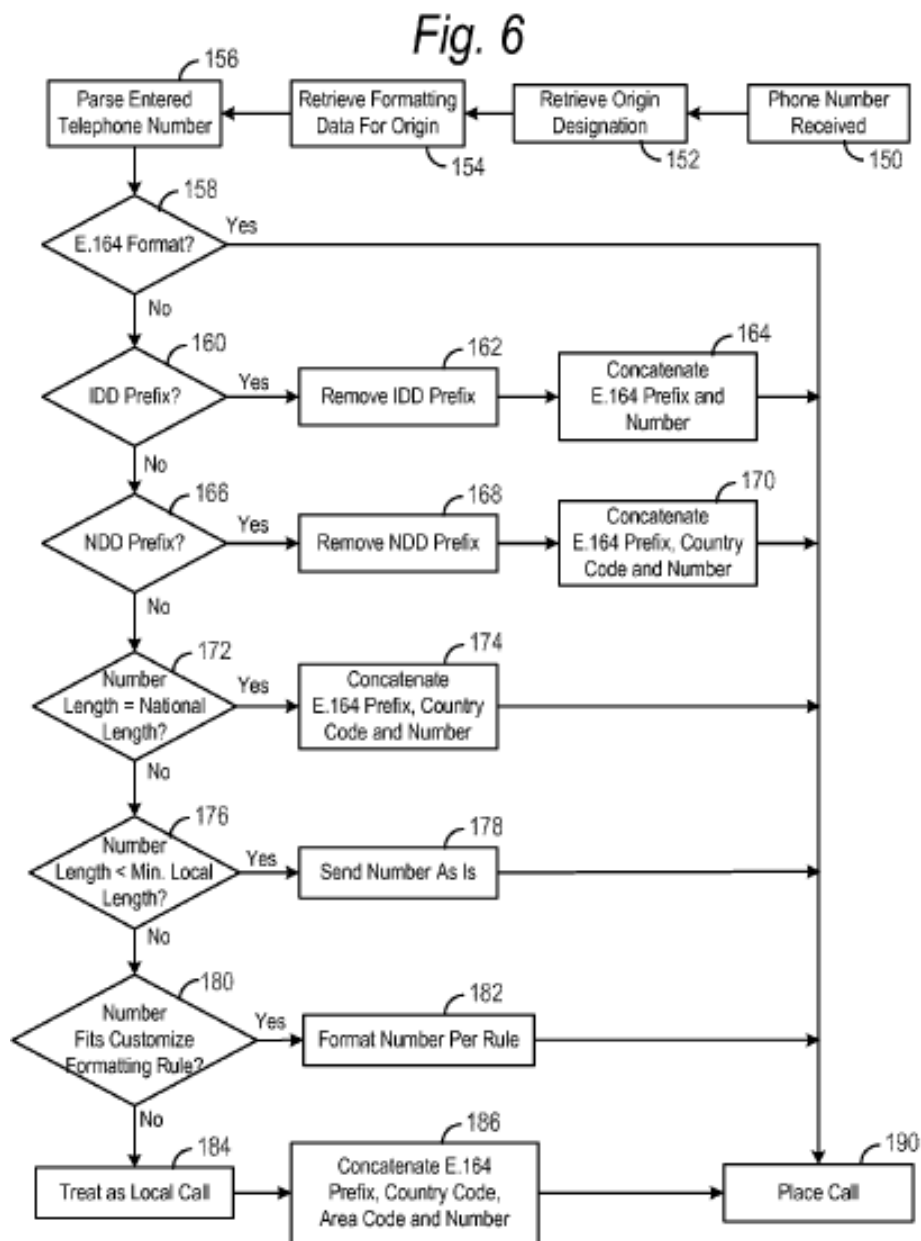 Fig. 6
156
Parse Entered
Telephone Number
Retrieve Formatting
Data For Origin
154
Retrieve Origin
Designation
152
Phone Number
Received
150
158
E.164 Format?
Yes
No
160
IDD Prefix?
Yes
162
Remove IDD Prefix
164
Concatenate
E.164 Prefix and
Number
No
166
NDD Prefix?
Yes
168
Remove NDD Prefix
170
Concatenate
E.164 Prefix, Country
Code and Number
No
172
Number
Length = National
Length?
Yes
174
Concatenate
E.164 Prefix, Country
Code and Number
No
176
Number
Length < Min. Local
Length?
Yes
178
Send Number As Is
No
180
Number
Fits Customize
Formatting Rule?
Yes
182
Format Number Per Rule
No
184
Treat as Local Call
186
Concatenate E.164
Prefix, Country Code,
Area Code and Number
190
Place Call